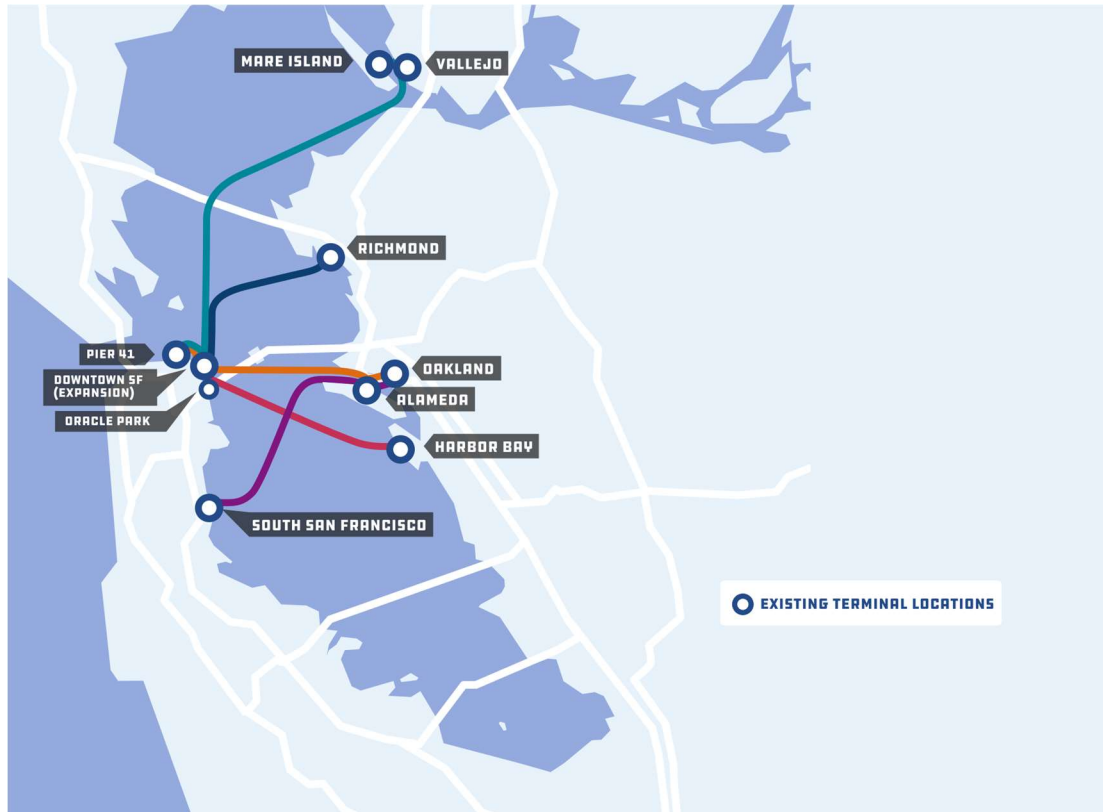 MARE ISLAND
VALLEJO
RICHMOND
PIER 41
DOWNTOWN SF
(EXPANSION)
ORACLE PARK
OAKLAND
ALAMEDA
HARBOR BAY
SOUTH SAN FRANCISCO
EXISTING TERMINAL LOCATIONS